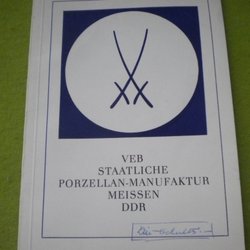 VEB
STAATLICHE
PORZELLAN-MANUFAKTUR
MEISSEN
DDR